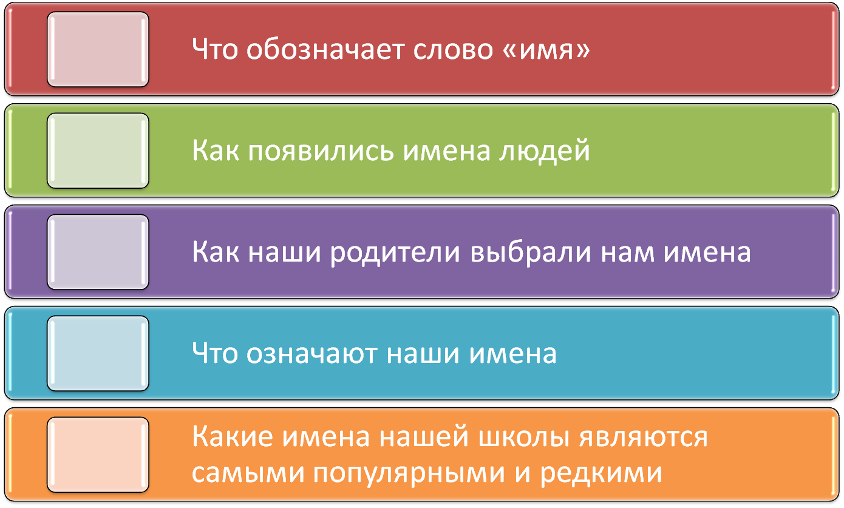 Что обозначает слово «имя»
Как появились имена людей
Как наши родители выбрали нам имена
Что означают наши имена
Какие имена нашей школы являются
самыми популярными и редкими